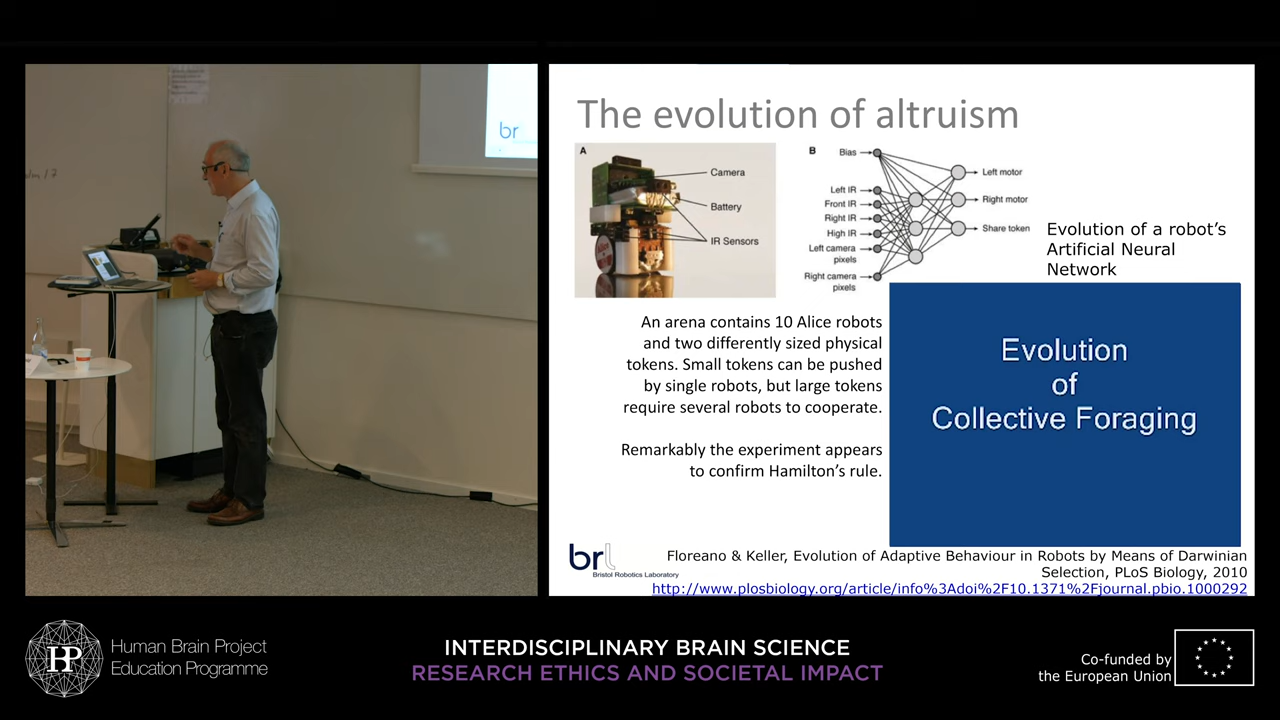 br
The evolution of altruism
A
Camera
Battery
IR Sensors
B
Bias
Left IR
Front IR
Right IR
High IR
Left camera
pixels
Right camera
pixels
Left motor
Right motor
Share token
Evolution of a robot's
Artificial Neural
Network
An arena contains 10 Alice robots
and two differently sized physical
tokens. Small tokens can be pushed
by single robots, but large tokens
require several robots to cooperate.
Remarkably the experiment appears
to confirm Hamilton's rule.
Evolution
of
Collective Foraging
brl
Bristol Robotics Laboratory
Floreano & Keller, Evolution of Adaptive Behaviour in Robots by Means of Darwinian
Selection, PLoS Biology, 2010
http://www.plosbiology.org/article/info%3Adoi%2F10.1371%2Fjournal.pbio.1000292
HP
Human Brain Project
Education Programme
INTERDISCIPLINARY BRAIN SCIENCE
RESEARCH ETHICS AND SOCIETAL IMPACT
Co-funded by
the European Union